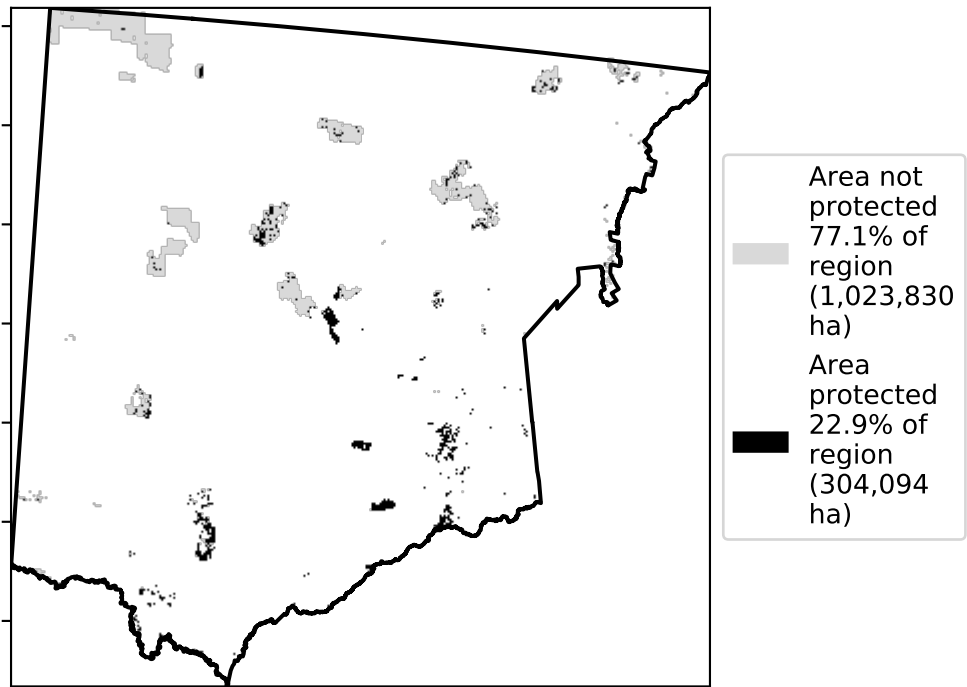 Area not
protected
77.1% of
region
(1,023,830
ha)
Area
protected
22.9% of
region
(304,094
ha)